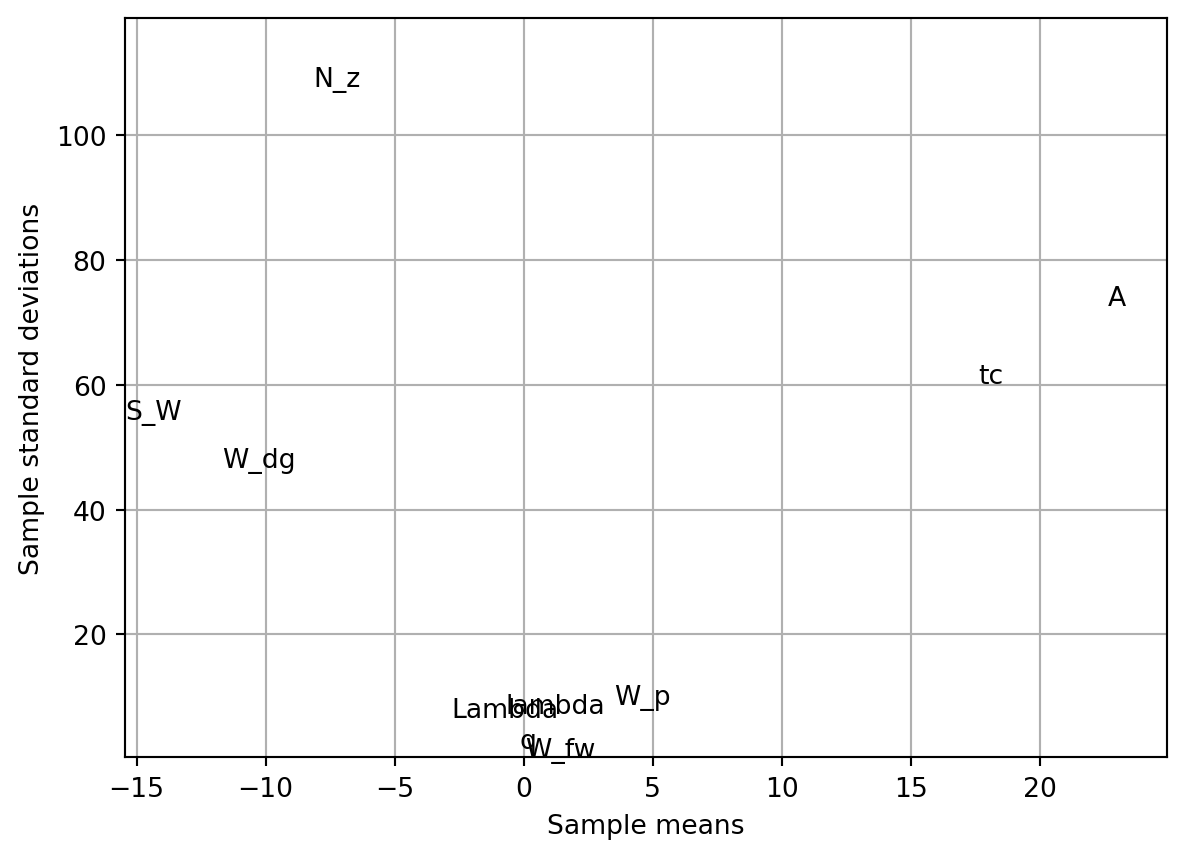 N_z
100
80
A
tc
60
S_W
W_dg
40
20
W_p
lambda
Lambda
q
W_fw
−15
−10
−5
0
5
10
15
20
Sample means
Sample standard deviations